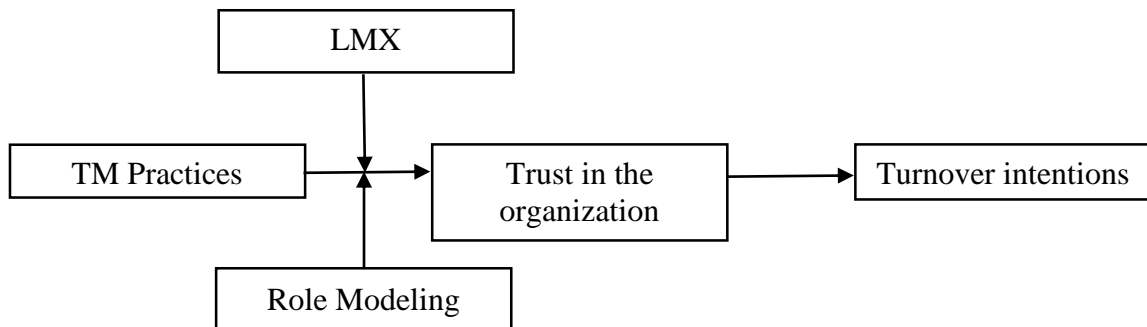 LMX
TM Practices
Trust in the
organization
Turnover intentions
Role Modeling